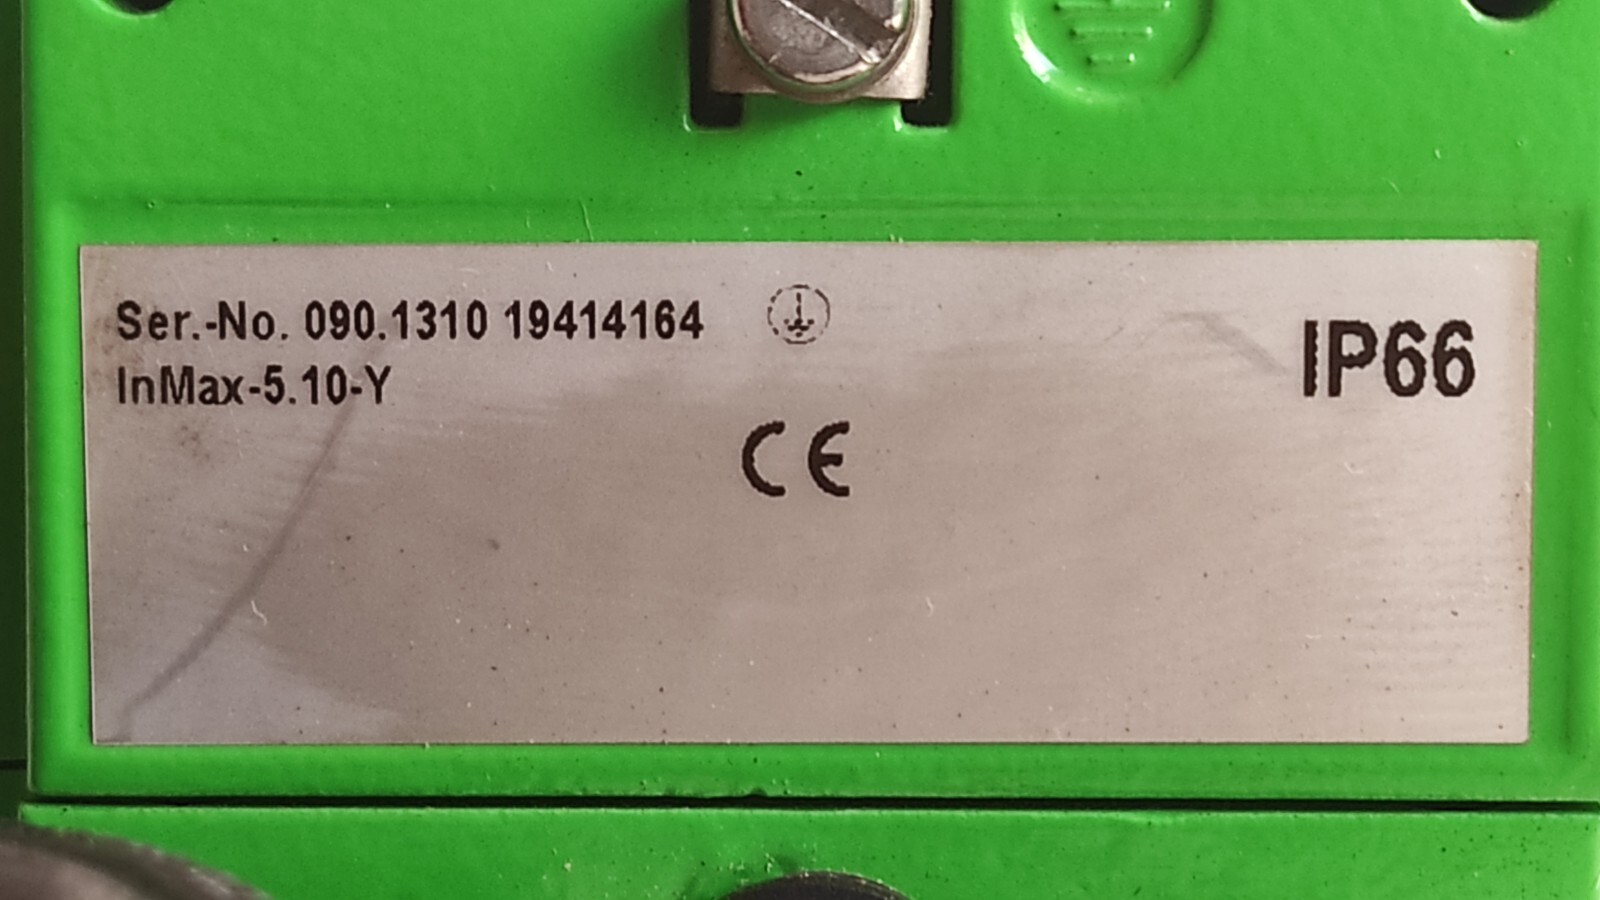 Ser.-No. 090.1310 19414164
InMax-5.10-Y
IP66
CE